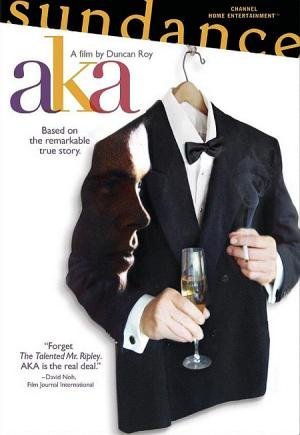 sundance
CHANNEL
HOME ENTERTAINMENT™
A film by Duncan Roy
aka
Based on
the remarkable
true story.
“Forget
The Talented Mr. Ripley.
AKA is the real deal.”
–David Noh,
Film Journal International